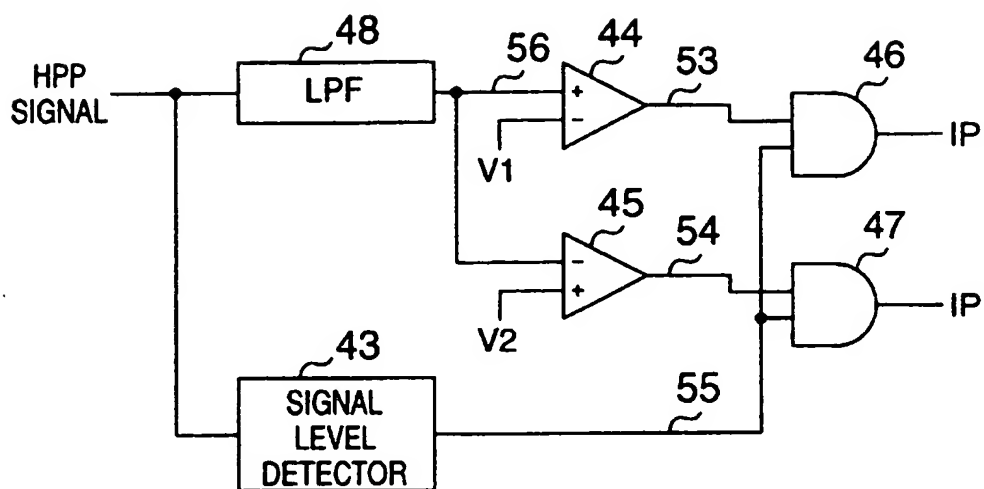 48
LPF
HPP
SIGNAL
56
44
+
-
V1
53
46
IP
45
-
+
V2
54
47
IP
43
SIGNAL
LEVEL
DETECTOR
55